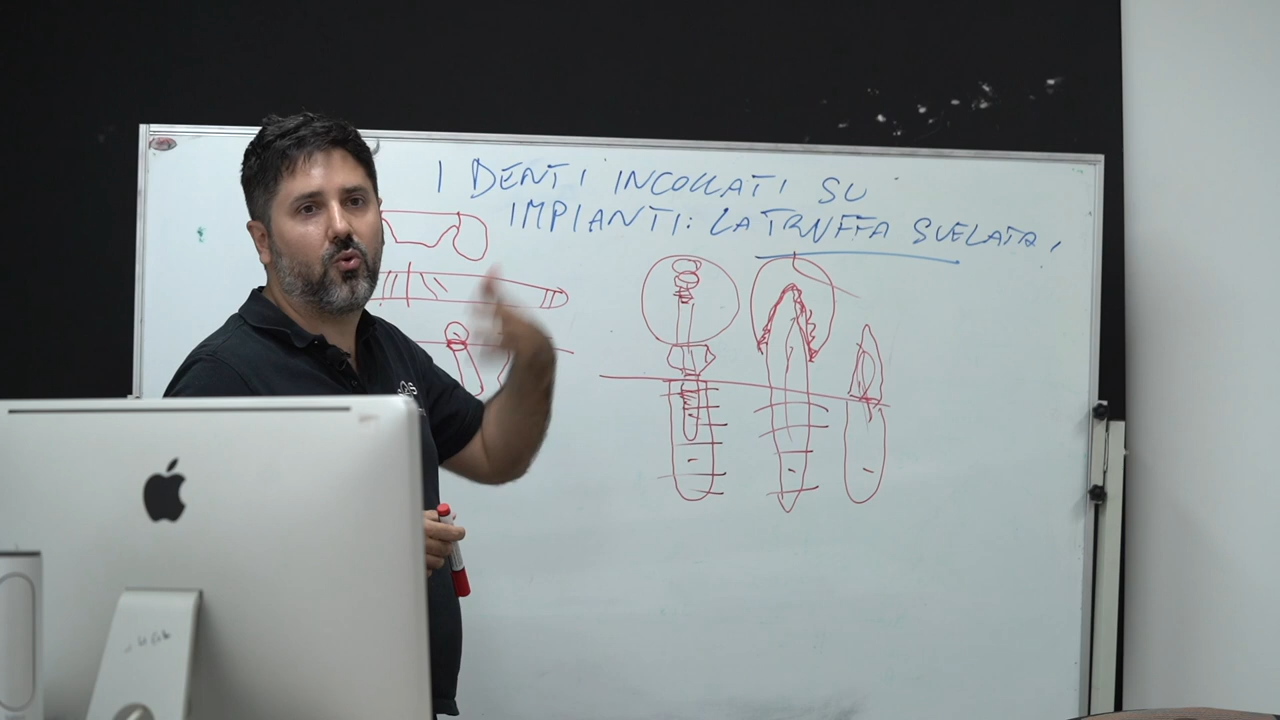 I DENTI INCOLLATI SU
IMPIANTI: LA TRUFFA SVELATA,